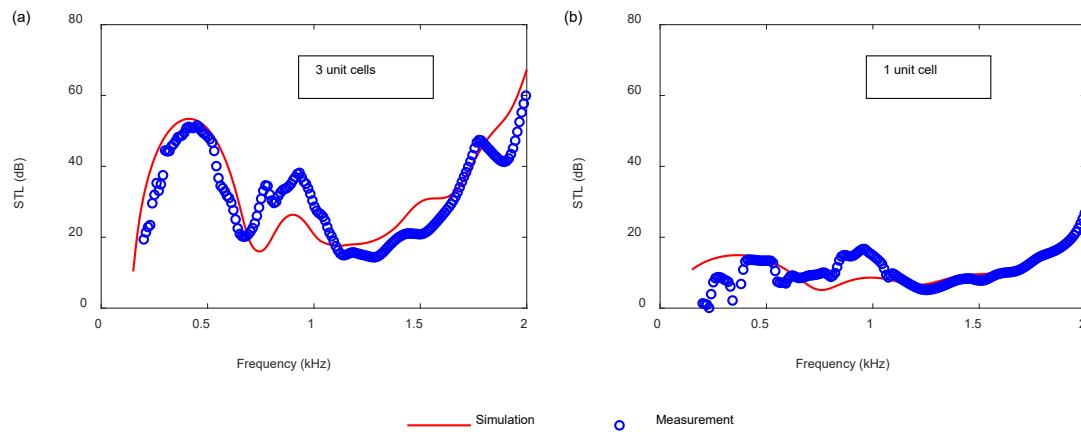 (a)
80
60
40
20
0
STL (dB)
3 unit cells
0 0.5 1 1.5 2
Frequency (kHz)
(b)
80
60
40
20
0
STL (dB)
1 unit cell
0 0.5 1 1.5 2
Frequency (kHz)
Simulation Measurement